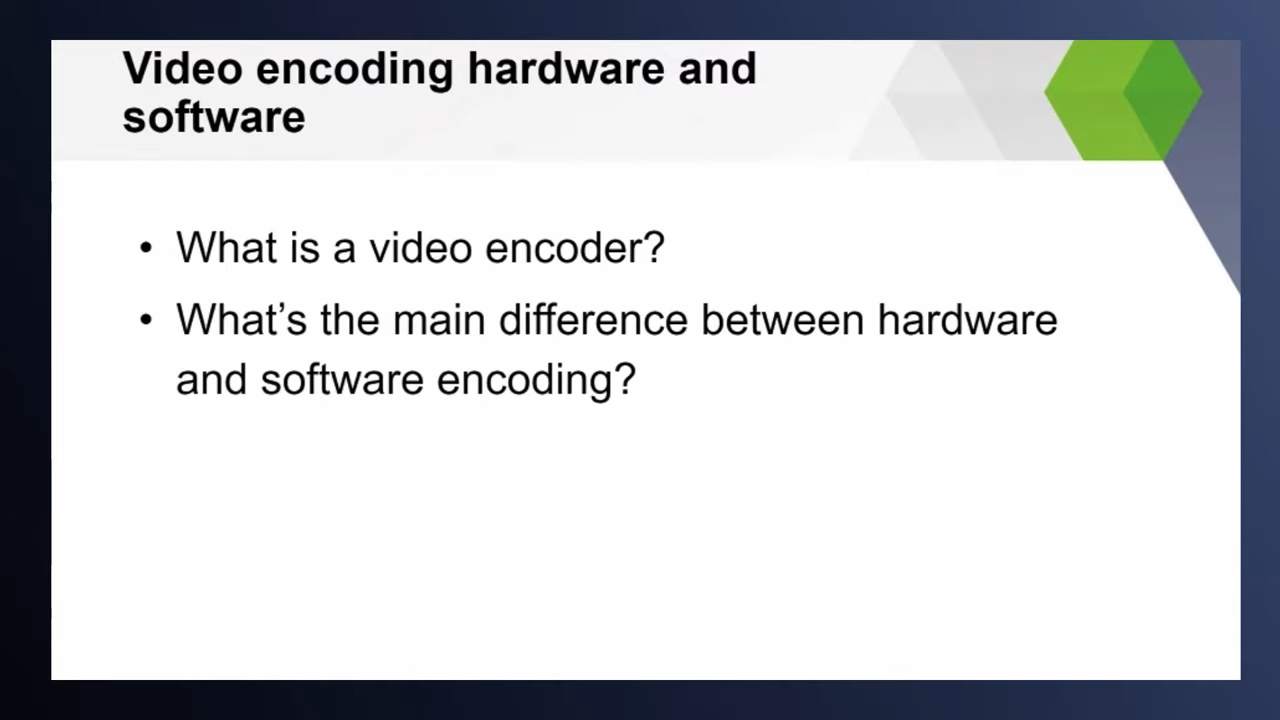 Video encoding hardware and
software
• What is a video encoder?
• What’s the main difference between hardware
and software encoding?